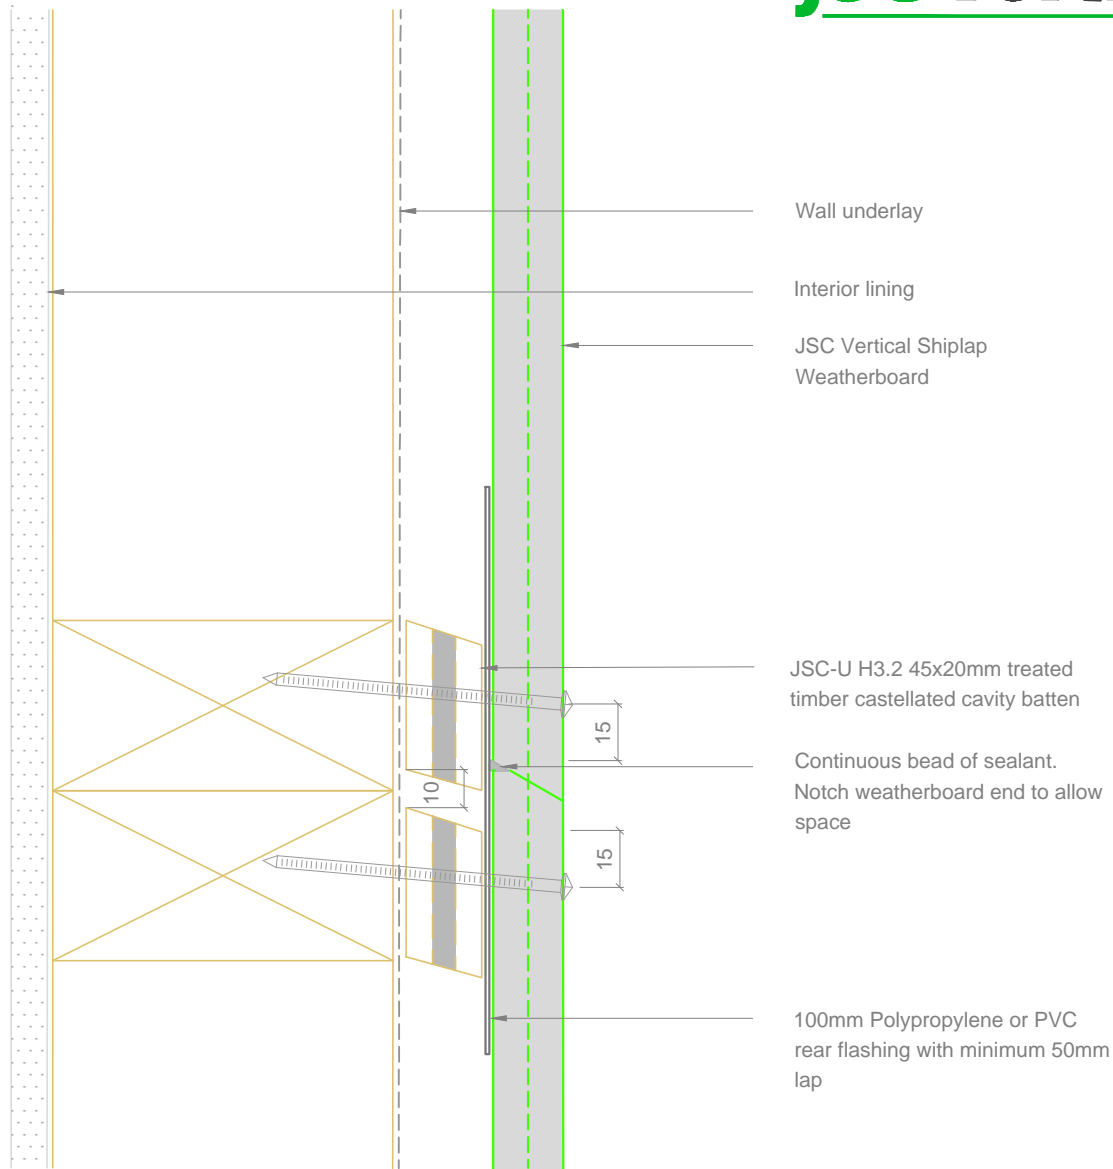 Wall underlay
Interior lining
JSC Vertical Shiplap
Weatherboard
JSC-U H3.2 45x20mm treated
timber castellated cavity batten
15
Continuous bead of sealant.
Notch weatherboard end to allow
space
10
15
100mm Polypropylene or PVC
rear flashing with minimum 50mm
lap